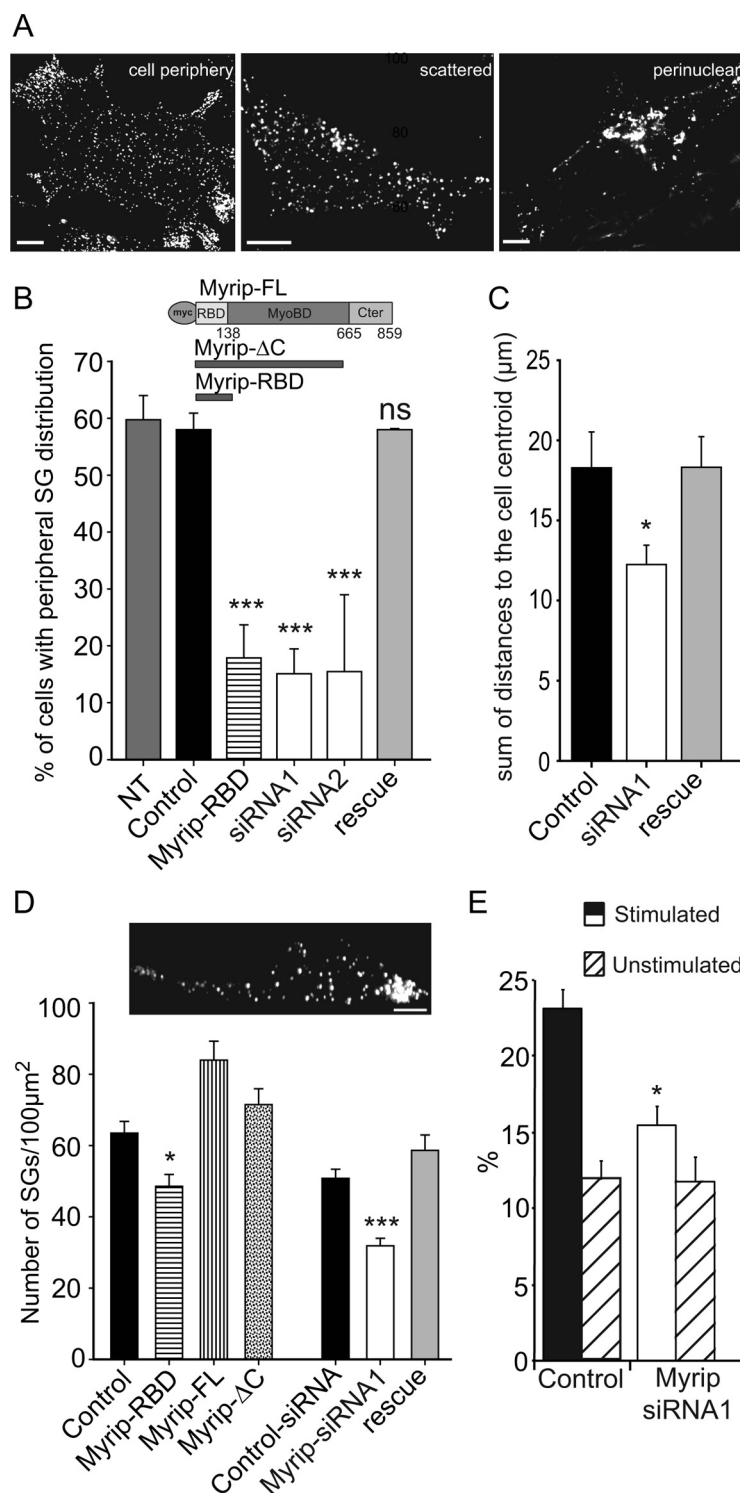 A
cell periphery
scattered
perinuclear
100
80
60
B
Myrip-FL
myc RBD MyoBD Cter
138 665 859
Myrip-ΔC
Myrip-RBD
% of cells with peripheral SG distribution
70
60
50
40
30
20
10
0
***
***
***
ns
NT
Control
Myrip-RBD
siRNA1
siRNA2
rescue
C
sum of distances to the cell centroid (µm)
25
20
15
10
5
0
*
Control
siRNA1
rescue
D
Number of SGs/100µm²
100
80
60
40
20
0
*
***
Control
Myrip-RBD
Myrip-FL
Myrip-ΔC
Control-siRNA
Myrip-siRNA1
rescue
E
Stimulated
Unstimulated
%
25
20
15
10
5
0
*
Control
Myrip
siRNA1